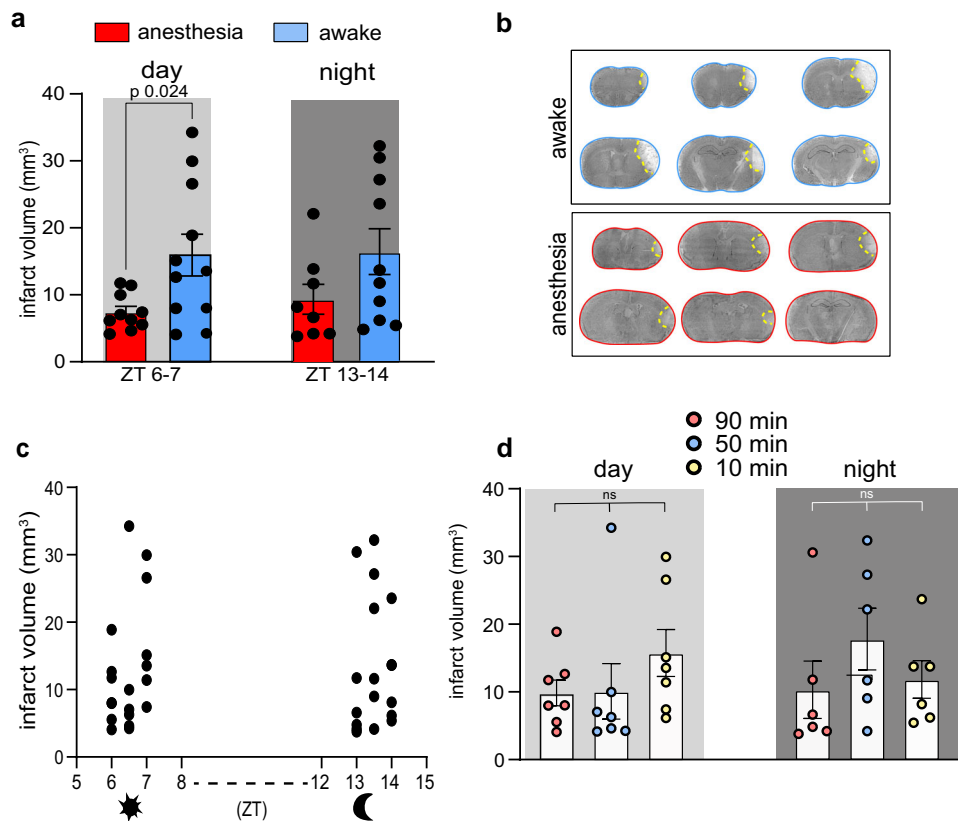 a
anesthesia awake
day night
p 0.024
infarct volume (mm³)
40
30
20
10
0
ZT 6-7 ZT 13-14
b
awake
anesthesia
c
infarct volume (mm³)
40
30
20
10
0
5 6 7 8 12 13 14 15
(ZT)
90 min
50 min
10 min
d
day night
ns ns
infarct volume (mm³)
40
30
20
10
0